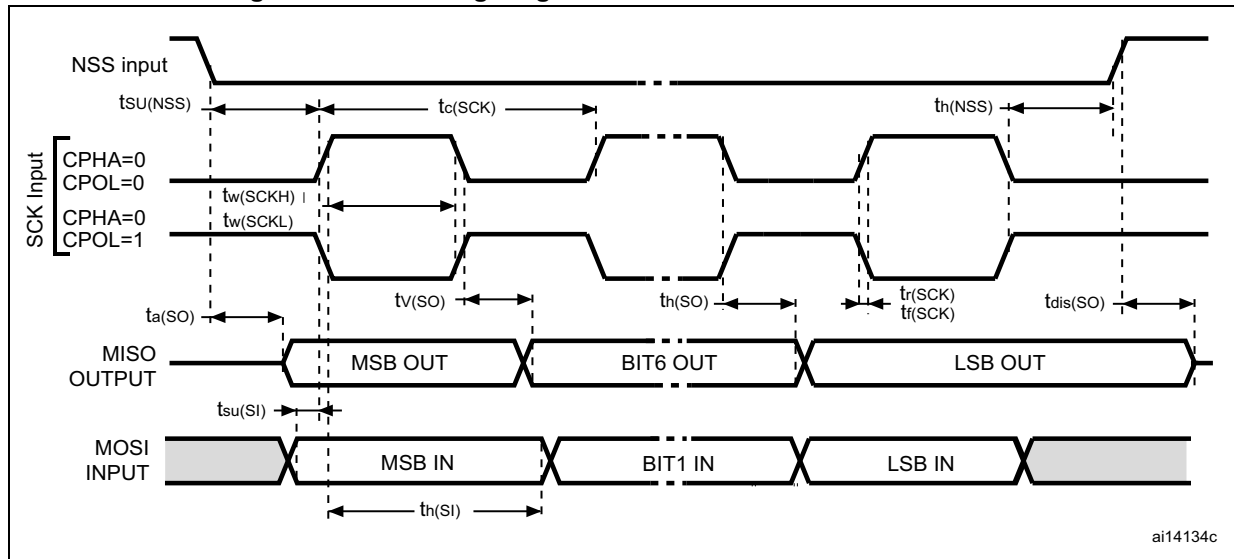 NSS input
tSU(NSS)
tc(SCK)
th(NSS)
SCK Input
CPHA=0
CPOL=0
tw(SCKH)
CPHA=0
CPOL=1
tw(SCKL)
ta(SO)
tV(SO)
th(SO)
tr(SCK)
tf(SCK)
tdis(SO)
MISO
OUTPUT
MSB OUT
BIT6 OUT
LSB OUT
tsu(SI)
MOSI
INPUT
MSB IN
BIT1 IN
LSB IN
th(SI)
ai14134c